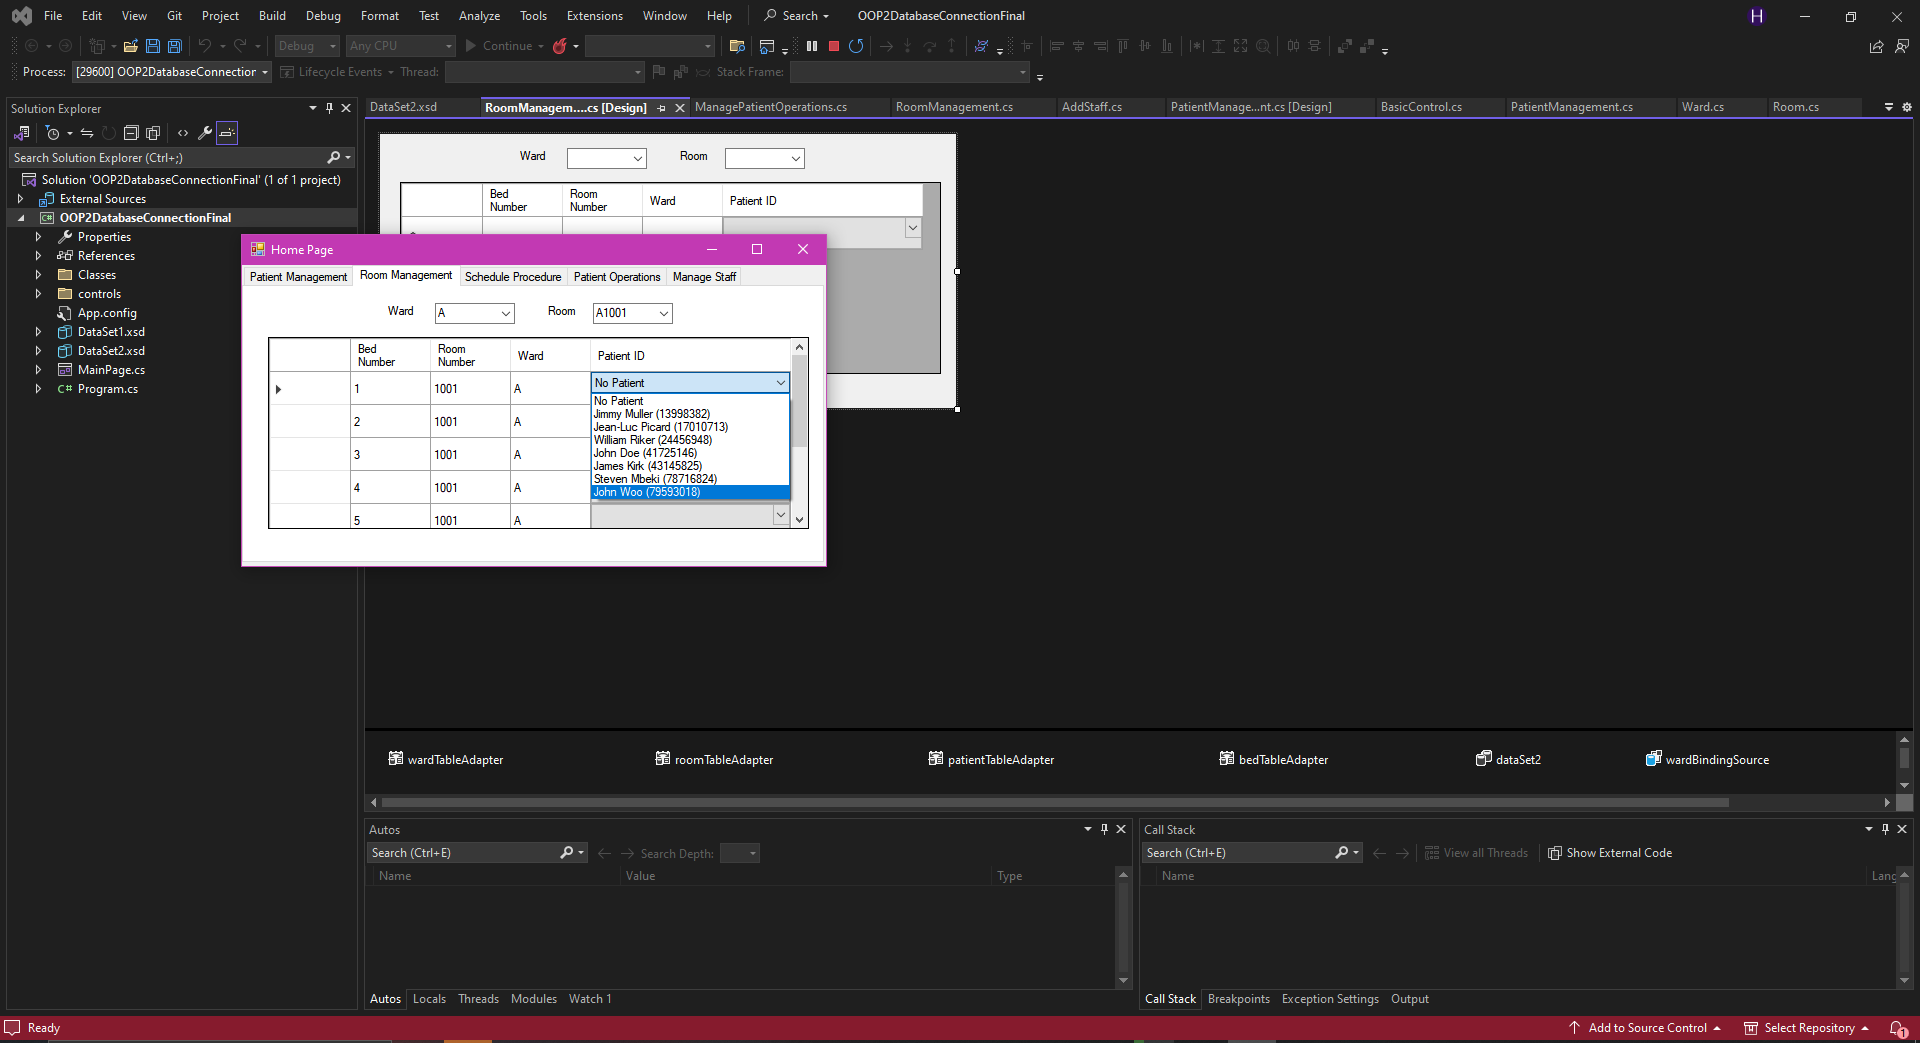 File Edit View Git Project Build Debug Format Test Analyze Tools Extensions Window Help Search OOP2DatabaseConnectionFinal H
Debug Any CPU Continue
Process: [29600] OOP2DatabaseConnection Lifecycle Events Thread: Stack Frame:
Solution Explorer
Search Solution Explorer (Ctrl+;)
Solution 'OOP2DatabaseConnectionFinal' (1 of 1 project)
External Sources
OOP2DatabaseConnectionFinal
Properties
References
Classes
controls
App.config
DataSet1.xsd
DataSet2.xsd
MainPage.cs
Program.cs
DataSet2.xsd RoomManagem....cs [Design] ManagePatientOperations.cs RoomManagement.cs AddStaff.cs PatientManage...nt.cs [Design] BasicControl.cs PatientManagement.cs Ward.cs Room.cs
Ward Room
Bed Number Room Number Ward Patient ID
Home Page
Patient Management Room Management Schedule Procedure Patient Operations Manage Staff
Ward A Room A1001
Bed Number Room Number Ward Patient ID
1 1001 A No Patient
No Patient
Jimmy Muller (13998382)
2 1001 A
Jean-Luc Picard (17010713)
William Riker (24456948)
3 1001 A
John Doe (41725146)
James Kirk (43145825)
Steven Mbeki (78716824)
4 1001 A
John Woo (79593018)
5 1001 A
wardTableAdapter roomTableAdapter patientTableAdapter bedTableAdapter dataSet2 wardBindingSource
Autos
Search (Ctrl+E) Search Depth:
Name Value Type
Autos Locals Threads Modules Watch 1
Call Stack
Search (Ctrl+E) View all Threads Show External Code
Name Lang
Call Stack Breakpoints Exception Settings Output
Ready Add to Source Control Select Repository 1